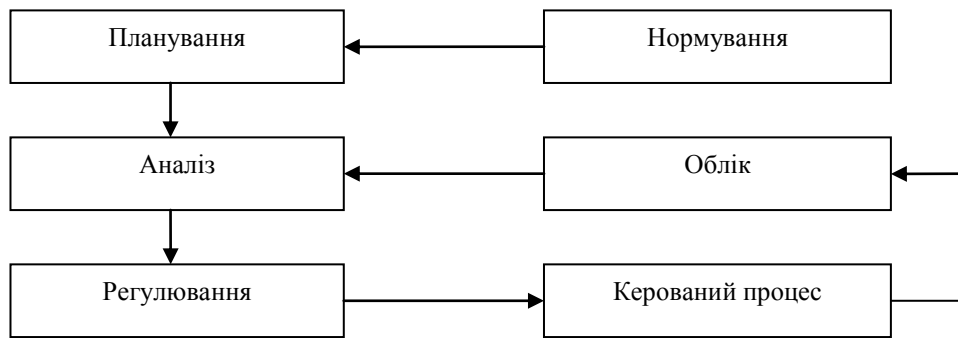 Планування
Нормування
Аналіз
Облік
Регулювання
Керований процес